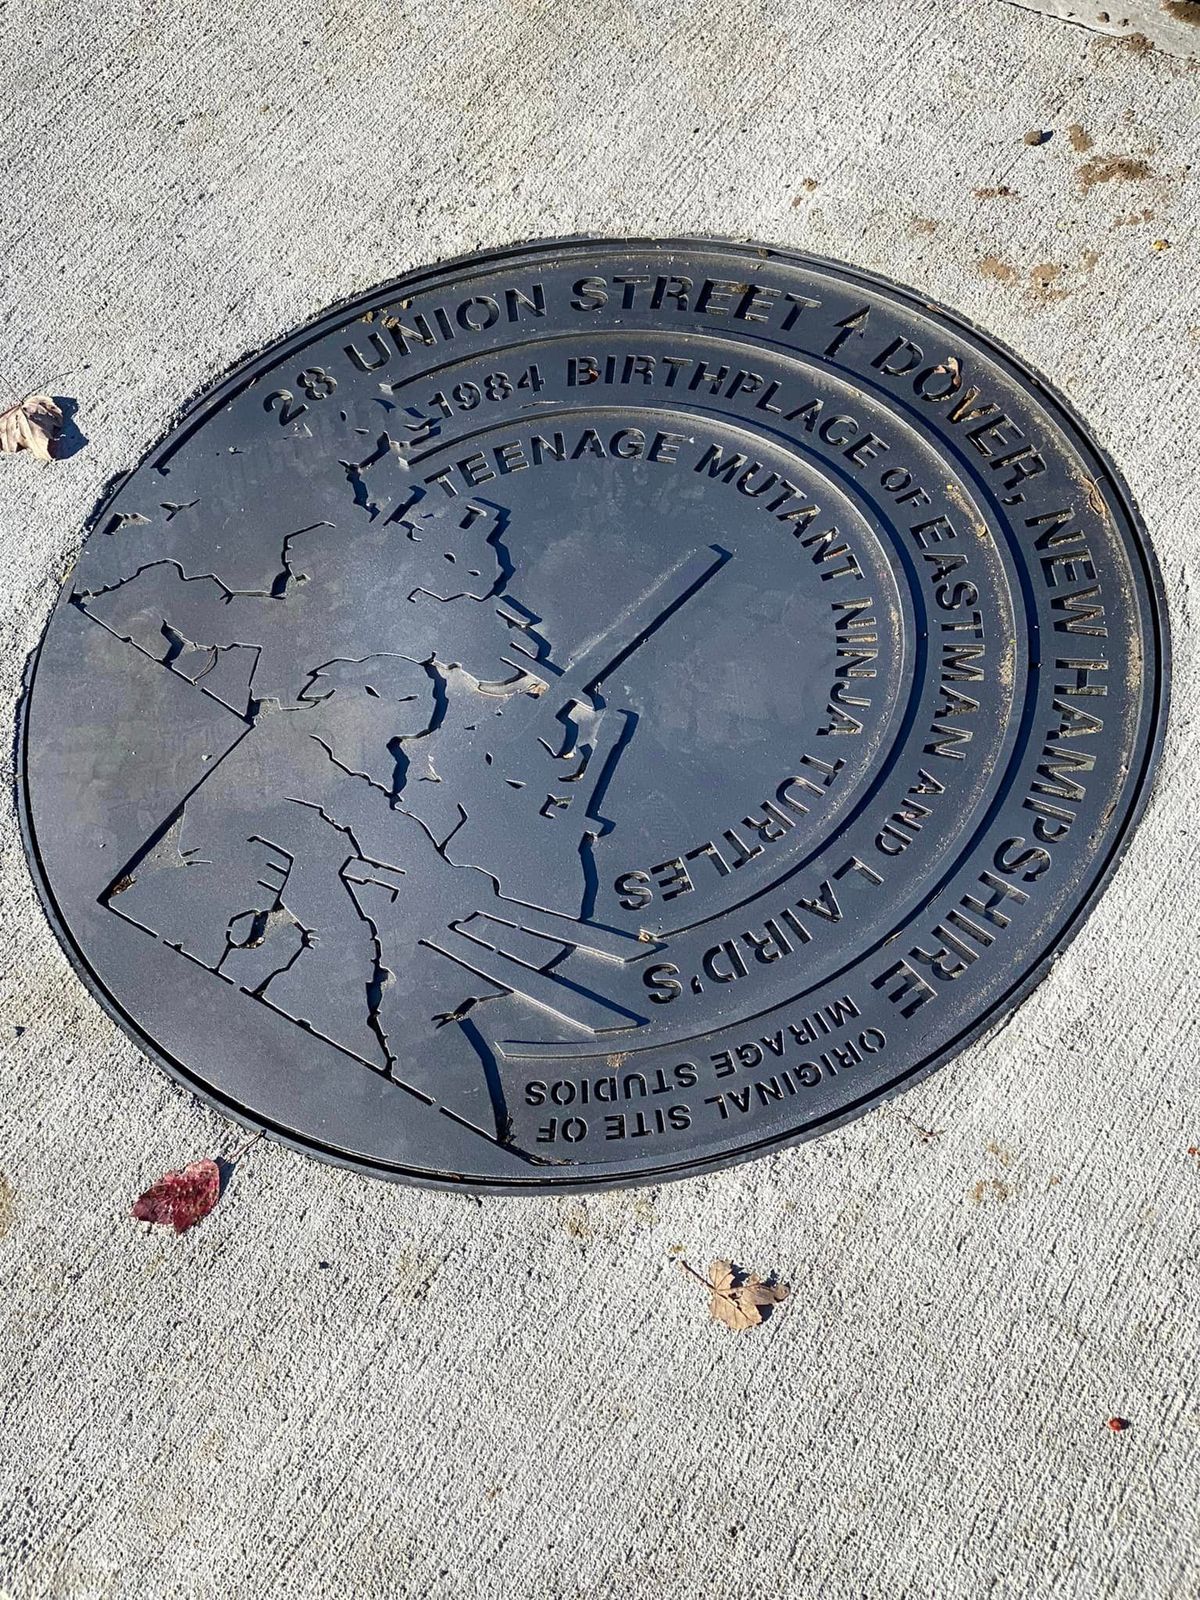 28 UNION STREET / DOVER, NEW HAMPSHIRE
1984 BIRTHPLACE OF EASTMAN AND LAIRD'S
TEENAGE MUTANT NINJA TURTLES
ORIGINAL SITE OF
MIRAGE STUDIOS